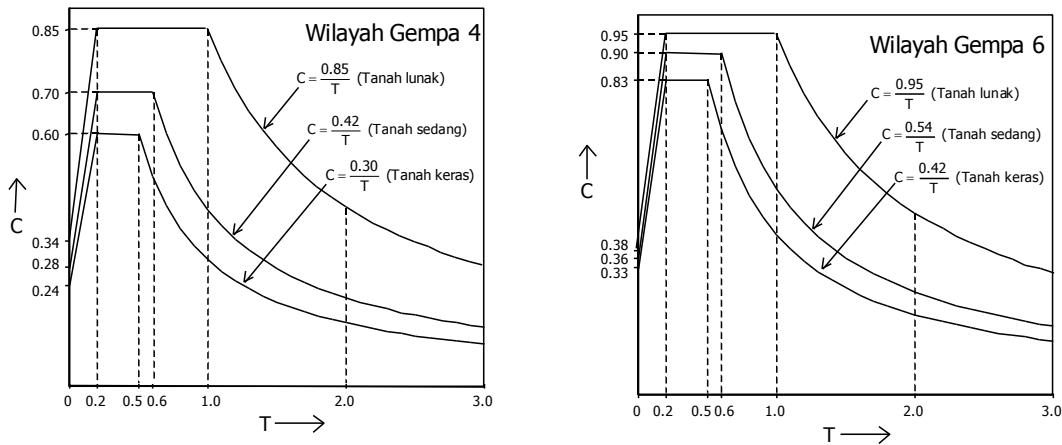 Wilayah Gempa 4
0.85
0.70
0.60
0.34
0.28
0.24
C
C = 0.85/T (Tanah lunak)
C = 0.42/T (Tanah sedang)
C = 0.30/T (Tanah keras)
0 0.2 0.5 0.6 1.0 2.0 3.0
T
Wilayah Gempa 6
0.95
0.90
0.83
0.38
0.36
0.33
C
C = 0.95/T (Tanah lunak)
C = 0.54/T (Tanah sedang)
C = 0.42/T (Tanah keras)
0 0.2 0.5 0.6 1.0 2.0 3.0
T